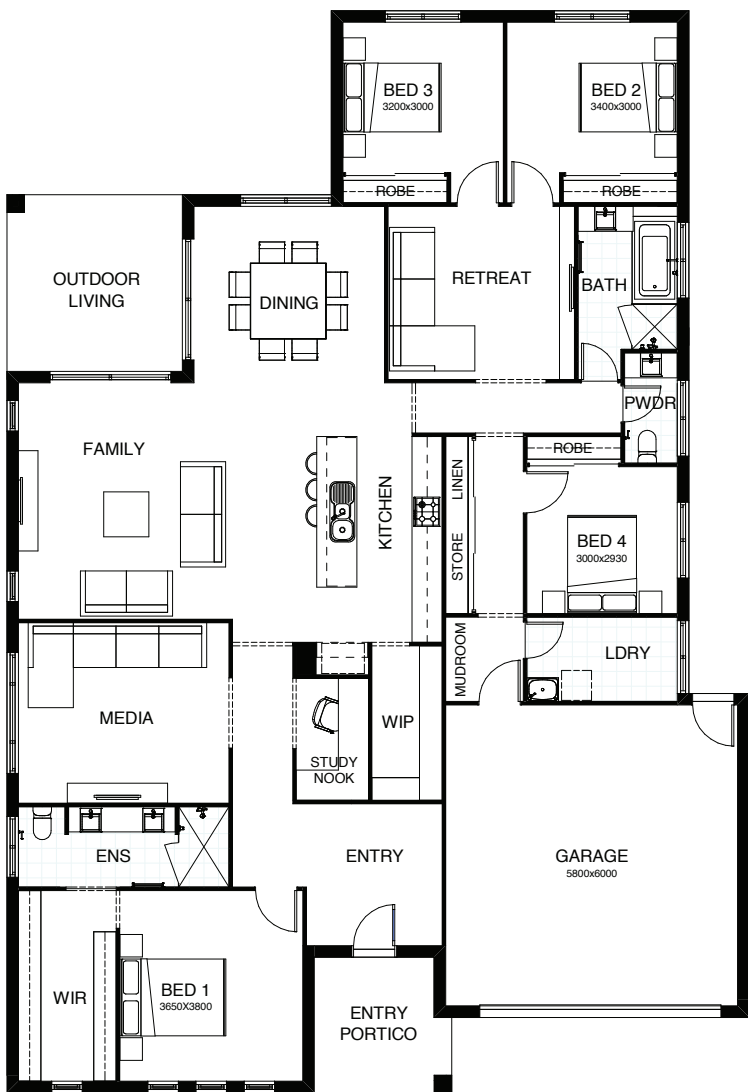 BED 3
3200x3000
BED 2
3400x3000
ROBE
ROBE
OUTDOOR
LIVING
DINING
RETREAT
BATH
PWDR
FAMILY
KITCHEN
LINEN
STORE
ROBE
BED 4
3000x2930
MUDROOM
LDRY
MEDIA
WIP
STUDY
NOOK
ENS
ENTRY
GARAGE
5800x6000
WIR
BED 1
3650X3800
ENTRY
PORTICO